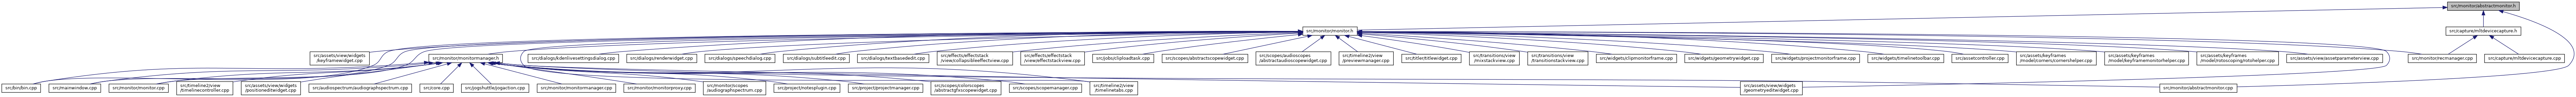 src/monitor/abstractmonitor.h
src/monitor/monitor.h
src/capture/mltdevicecapture.h
src/assets/view/widgets
/keyframewidget.cpp
src/monitor/monitormanager.h
src/dialogs/kdenlivesettingsdialog.cpp
src/dialogs/renderwidget.cpp
src/dialogs/speechdialog.cpp
src/dialogs/subtitleedit.cpp
src/dialogs/textbasededit.cpp
src/effects/effectstack
/view/collapsibleeffectview.cpp
src/effects/effectstack
/view/effectstackview.cpp
src/jobs/cliploadtask.cpp
src/scopes/abstractscopewidget.cpp
src/scopes/audioscopes
/abstractaudioscopewidget.cpp
src/timeline2/view
/previewmanager.cpp
src/titler/titlewidget.cpp
src/transitions/view
/mixstackview.cpp
src/transitions/view
/transitionstackview.cpp
src/widgets/clipmonitorframe.cpp
src/widgets/geometrywidget.cpp
src/widgets/projectmonitorframe.cpp
src/widgets/timelinetoolbar.cpp
src/assetcontroller.cpp
src/assets/keyframes
/model/corners/cornershelper.cpp
src/assets/keyframes
/model/keyframemonitorhelper.cpp
src/assets/keyframes
/model/rotoscoping/rotohelper.cpp
src/assets/view/assetparameterview.cpp
src/monitor/recmanager.cpp
src/capture/mltdevicecapture.cpp
src/bin/bin.cpp
src/mainwindow.cpp
src/monitor/monitor.cpp
src/timeline2/view
/timelinecontroller.cpp
src/assets/view/widgets
/positioneditwidget.cpp
src/audiospectrum/audiographspectrum.cpp
src/core.cpp
src/jogshuttle/jogaction.cpp
src/monitor/monitormanager.cpp
src/monitor/monitorproxy.cpp
src/monitor/scopes
/audiographspectrum.cpp
src/project/notesplugin.cpp
src/project/projectmanager.cpp
src/scopes/colorscopes
/abstractgfxscopewidget.cpp
src/scopes/scopemanager.cpp
src/timeline2/view
/timelinetabs.cpp
src/assets/view/widgets
/geometryeditwidget.cpp
src/monitor/abstractmonitor.cpp